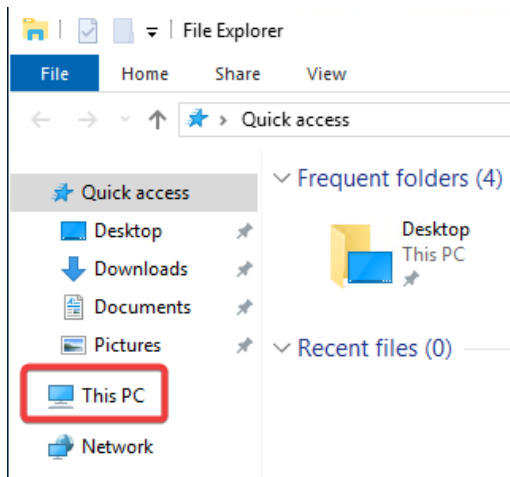 File Explorer
File Home Share View
Quick access
Quick access
Desktop
Downloads
Documents
Pictures
This PC
Network
Frequent folders (4)
Desktop
This PC
Recent files (0)